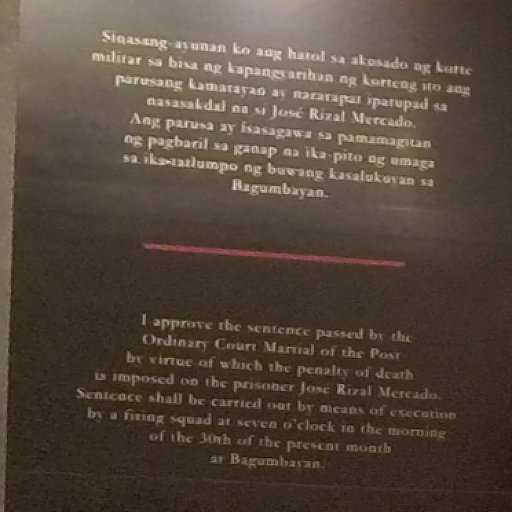 Sinasang-ayunan ko ang hatol sa akusado ng korte
militar sa bisa ng kapangyarihan ng korteng ito ang
parusang kamatayan ay nararapat ipatupad sa
nasasakdal na si José Rizal Mercado.
Ang parusa ay isasagawa sa pamamagitan
ng pagbaril sa ganap na ika-pito ng umaga
sa ika-tatlumpo ng buwang kasalukuyan sa
Bagumbayan.
I approve the sentence passed by the
Ordinary Court Martial of the Post
by virtue of which the penalty of death
is imposed on the prisoner Jose Rizal Mercado.
Sentence shall be carried out by means of execution
by a firing squad at seven o'clock in the morning
of the 30th of the present month
at Bagumbayan.